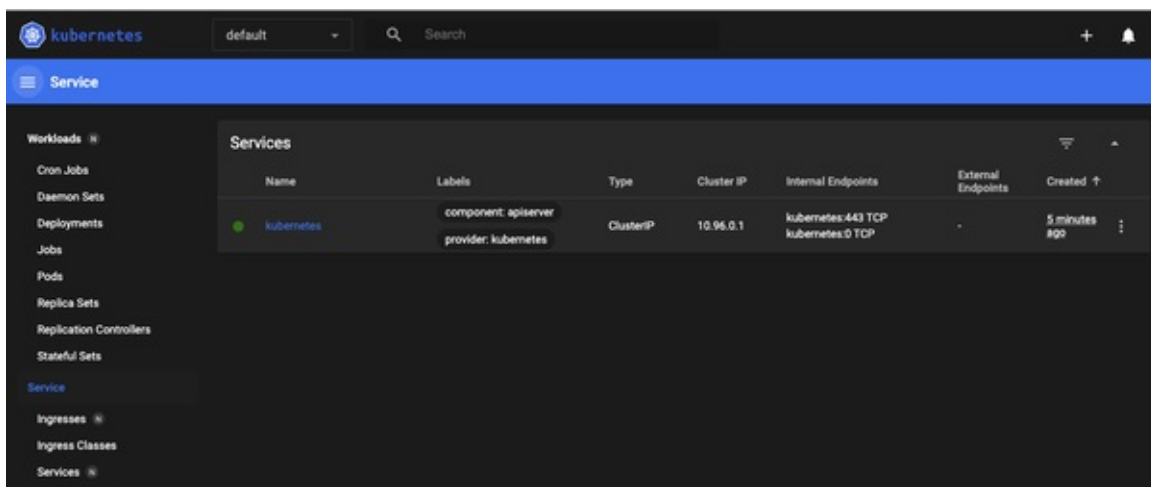 kubernetes
default
Search
Service
Workloads N
Cron Jobs
Daemon Sets
Deployments
Jobs
Pods
Replica Sets
Replication Controllers
Stateful Sets
Service
Ingresses N
Ingress Classes
Services N
Services
Name Labels Type Cluster IP Internal Endpoints External Endpoints Created ↑
kubernetes
component: apiserver
provider: kubernetes
ClusterIP
10.96.0.1
kubernetes:443 TCP
kubernetes:0 TCP
-
5 minutes
ago